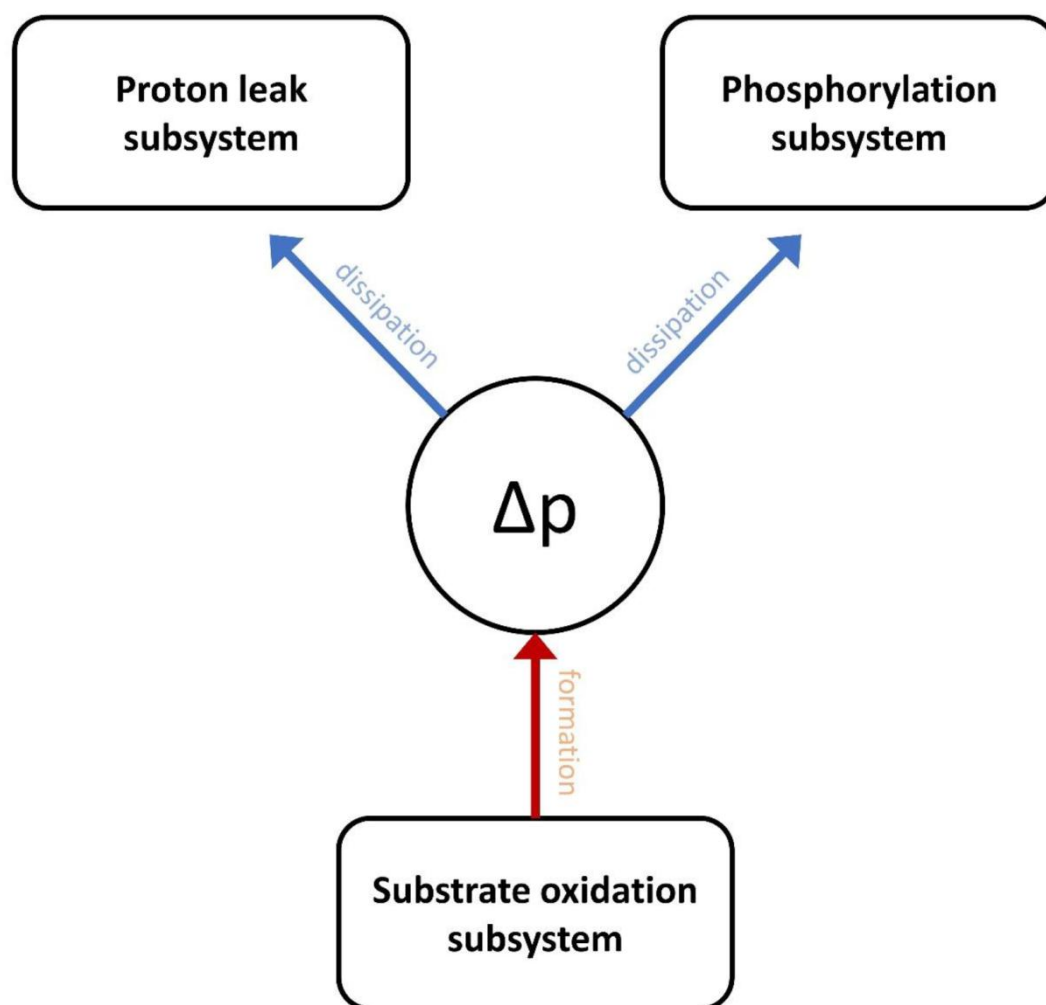 Proton leak
subsystem
Phosphorylation
subsystem
dissipation
dissipation
Δp
formation
Substrate oxidation
subsystem